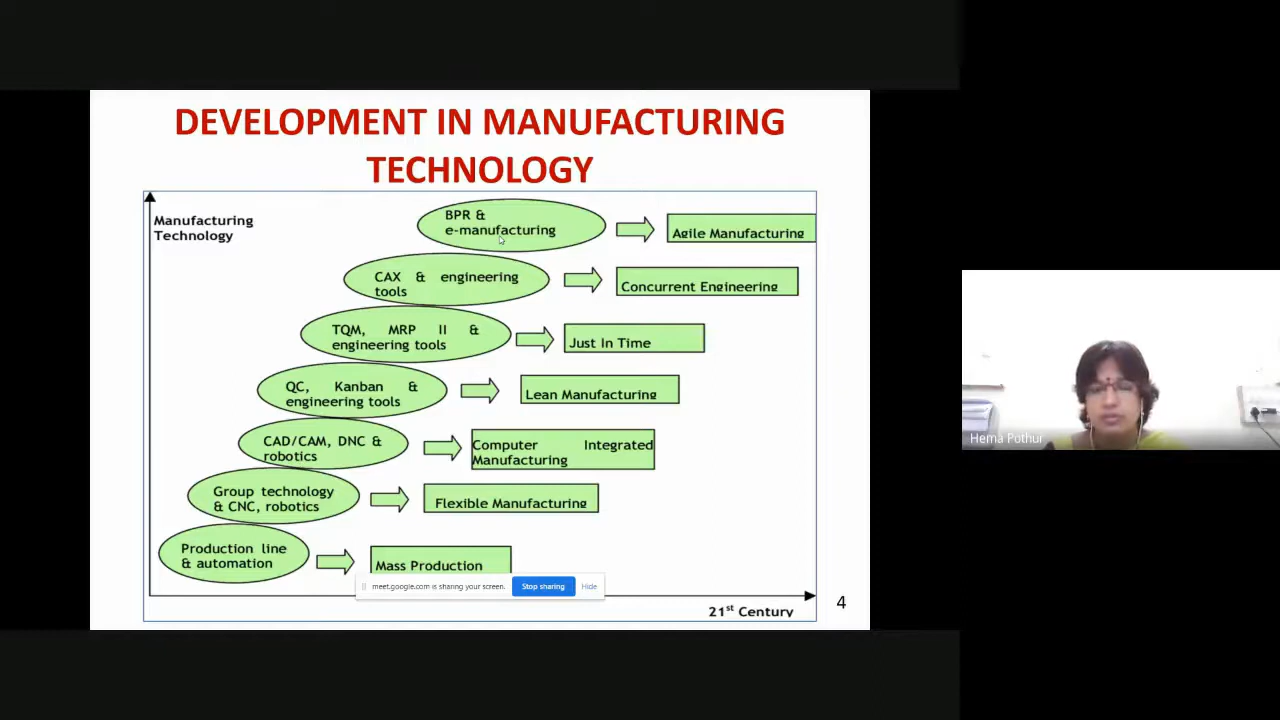 DEVELOPMENT IN MANUFACTURING
TECHNOLOGY
Manufacturing
Technology
BPR &
e-manufacturing
Agile Manufacturing
CAX & engineering
tools
Concurrent Engineering
TQM, MRP II &
engineering tools
Just In Time
QC, Kanban &
engineering tools
Lean Manufacturing
CAD/CAM, DNC &
robotics
Computer Integrated
Manufacturing
Group technology
& CNC, robotics
Flexible Manufacturing
Production line
& automation
Mass Production
meet.google.com is sharing your screen.
Stop sharing
Hide
21st Century
4
Hema Pothur